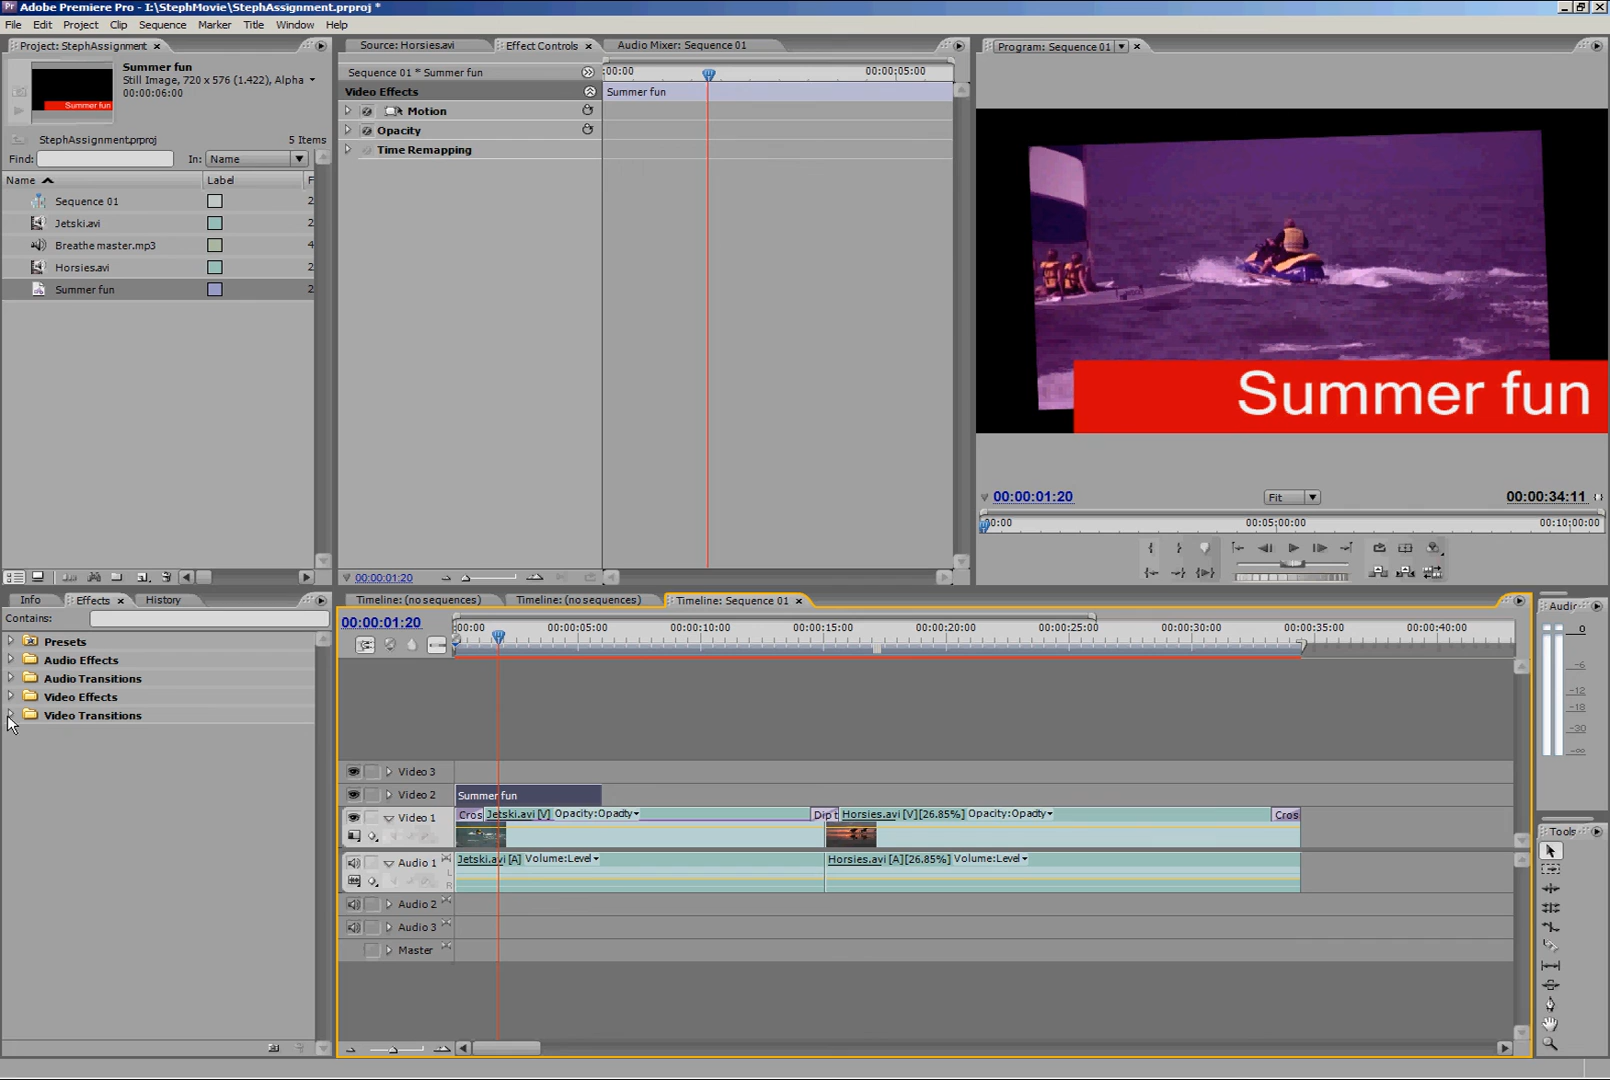 Adobe Premiere Pro - I:\StephMovie\StephAssignment.prproj *
File Edit Project Clip Sequence Marker Title Window Help
Project: StephAssignment
Summer fun
Still Image, 720 x 576 (1.422), Alpha
00:00:06:00
Summer fun
StephAssignment.prproj 5 Items
Find: In: Name
Name Label F
Sequence 01 2
Jetski.avi 2
Breathe master.mp3 4
Horsies.avi 2
Summer fun 2
Source: Horsies.avi Effect Controls Audio Mixer: Sequence 01
Sequence 01 * Summer fun
:00:00 00:00:05:00
Video Effects Summer fun
Motion
Opacity
Time Remapping
00:00:01:20
Program: Sequence 01
Summer fun
00:00:01:20 Fit 00:00:34:11
00:00 00:05:00:00 00:10:00:00
Info Effects History
Contains:
Presets
Audio Effects
Audio Transitions
Video Effects
Video Transitions
Timeline: (no sequences) Timeline: (no sequences) Timeline: Sequence 01
00:00:01:20
:00:00 00:00:05:00 00:00:10:00 00:00:15:00 00:00:20:00 00:00:25:00 00:00:30:00 00:00:35:00 00:00:40:00
Video 3
Video 2 Summer fun
Video 1 Cros Jetski.avi [V] Opacity:Opacity Dip t Horsies.avi [V][26.85%] Opacity:Opacity Cros
Audio 1 Jetski.avi [A] Volume:Level Horsies.avi [A][26.85%] Volume:Level
L
R
Audio 2
Audio 3
Master
Audio
0
-6
-12
-18
-30
-∞
Tools